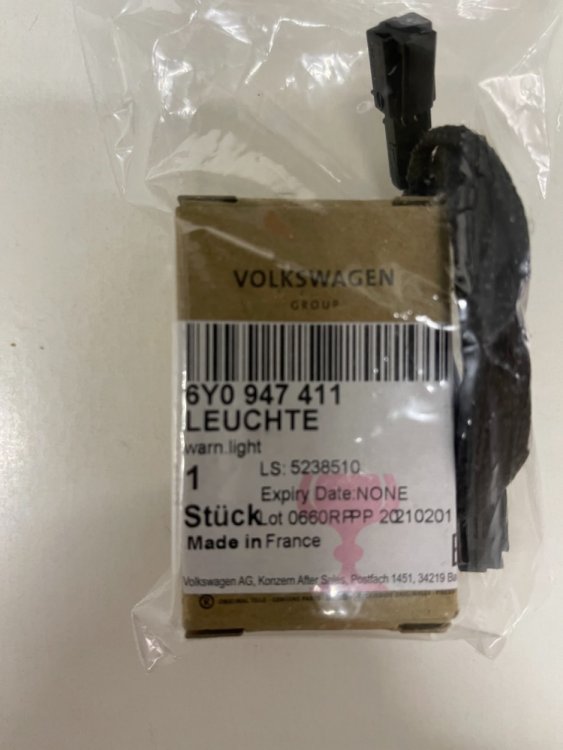 VOLKSWAGEN
GROUP
6Y0 947 411
LEUCHTE
warn.light
1
LS: 5238510
Expiry Date:NONE
Stück
Lot 0660RPPP 20210201
Made in France
Volkswagen AG, Konzern After Sales, Postfach 1451, 34219